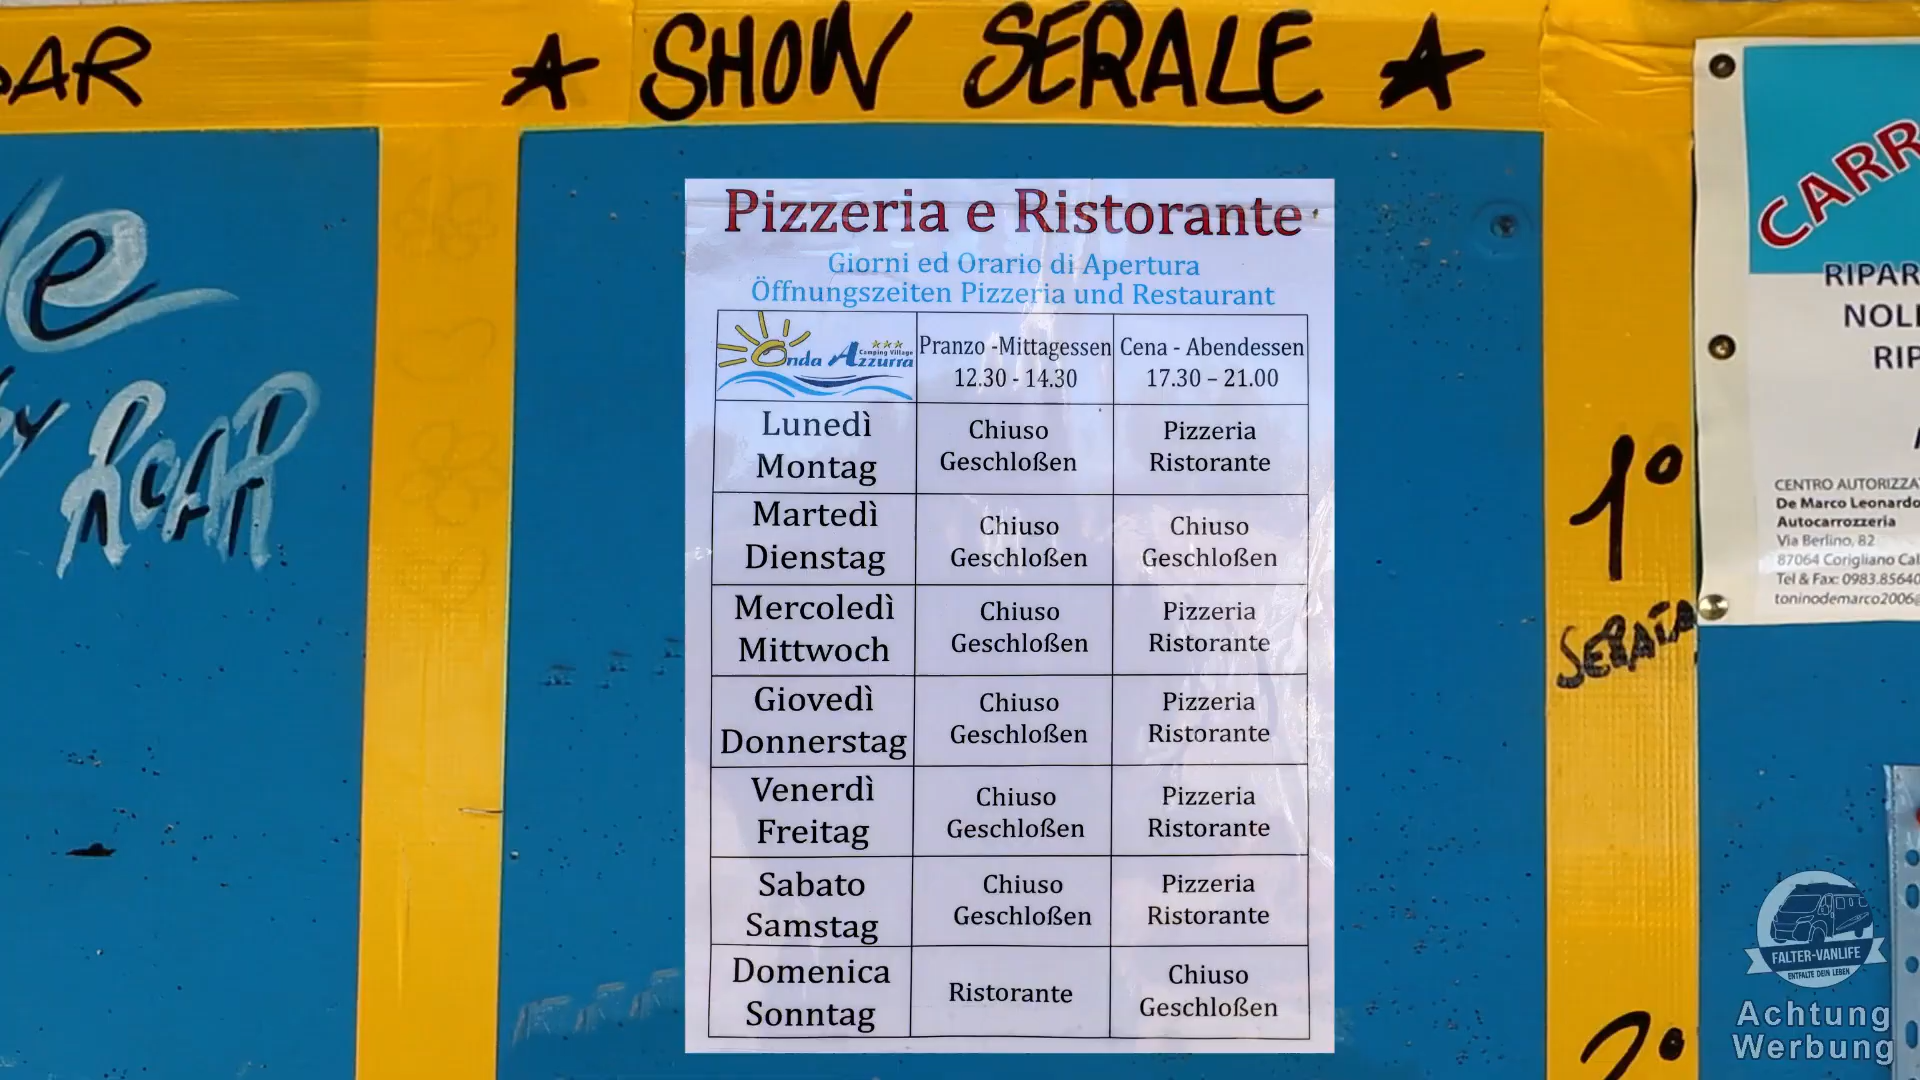 ★ SHOW SERALE ★
Pizzeria e Ristorante
Giorni ed Orario di Apertura
Öffnungszeiten Pizzeria und Restaurant
Onda Azzurra
Camping Village
Pranzo -Mittagessen
12.30 - 14.30
Cena - Abendessen
17.30 – 21.00
Lunedì
Montag
Chiuso
Geschloßen
Pizzeria
Ristorante
Martedì
Dienstag
Chiuso
Geschloßen
Chiuso
Geschloßen
Mercoledì
Mittwoch
Chiuso
Geschloßen
Pizzeria
Ristorante
Giovedì
Donnerstag
Chiuso
Geschloßen
Pizzeria
Ristorante
Venerdì
Freitag
Chiuso
Geschloßen
Pizzeria
Ristorante
Sabato
Samstag
Chiuso
Geschloßen
Pizzeria
Ristorante
Domenica
Sonntag
Ristorante
Chiuso
Geschloßen
1°
SERATA
2°
CARR
RIPAR
NOL
RIP
CENTRO AUTORIZZAT
De Marco Leonardo
Autocarrozzeria
Via Berlino, 82
87064 Corigliano Cal
Tel & Fax: 0983.85640
toninodemarco2006@
FALTER-VANLIFE
ENTFALTE DEIN LEBEN
Achtung
Werbung